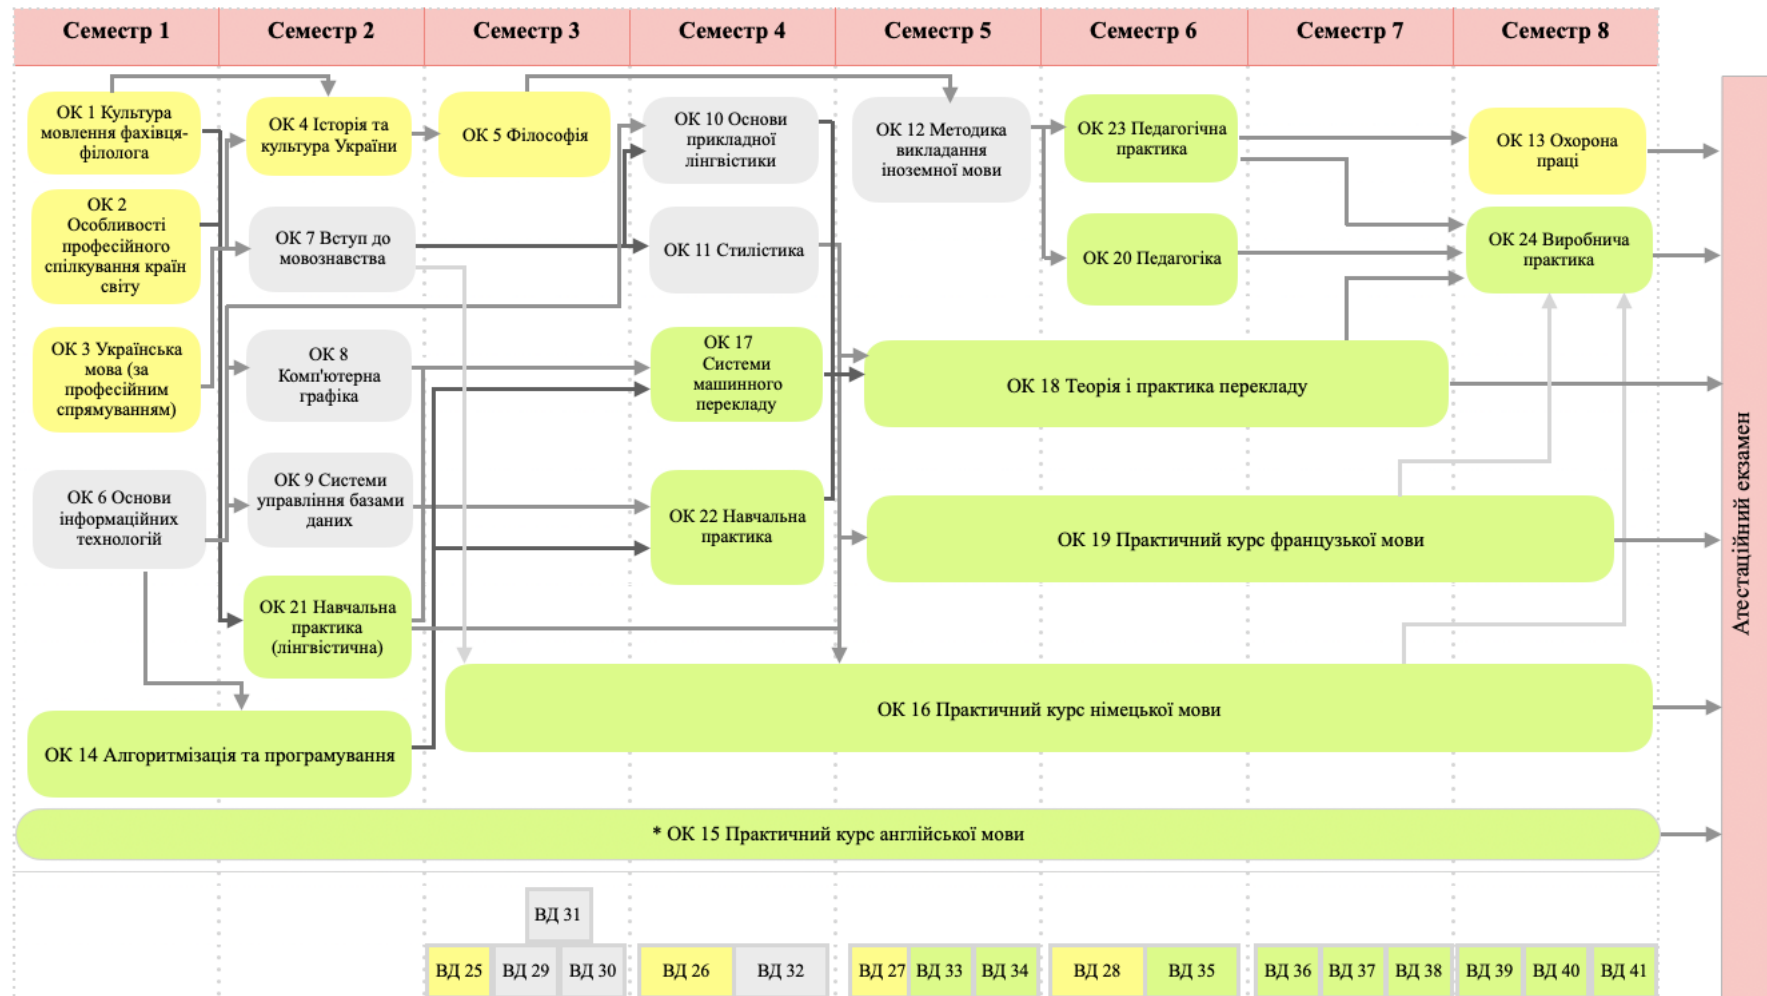 Семестр 1
Семестр 2
Семестр 3
Семестр 4
Семестр 5
Семестр 6
Семестр 7
Семестр 8
ОК 1 Культура
мовлення фахівця-
філолога
ОК 2
Особливості
професійного
спілкування країн
світу
ОК 3 Українська
мова (за
професійним
спрямуванням)
ОК 6 Основи
інформаційних
технологій
ОК 14 Алгоритмізація та програмування
ОК 4 Історія та
культура України
ОК 7 Вступ до
мовознавства
ОК 8
Комп'ютерна
графіка
ОК 9 Системи
управління базами
даних
ОК 21 Навчальна
практика
(лінгвістична)
ОК 5 Філософія
ОК 10 Основи
прикладної
лінгвістики
ОК 11 Стилістика
ОК 17
Системи
машинного
перекладу
ОК 22 Навчальна
практика
ОК 12 Методика
викладання
іноземної мови
ОК 23 Педагогічна
практика
ОК 20 Педагогіка
ОК 13 Охорона
праці
ОК 24 Виробнича
практика
ОК 18 Теорія і практика перекладу
ОК 19 Практичний курс французької мови
ОК 16 Практичний курс німецької мови
* ОК 15 Практичний курс англійської мови
Атестаційний екзамен
ВД 31
ВД 25
ВД 29
ВД 30
ВД 26
ВД 32
ВД 27
ВД 33
ВД 34
ВД 28
ВД 35
ВД 36
ВД 37
ВД 38
ВД 39
ВД 40
ВД 41